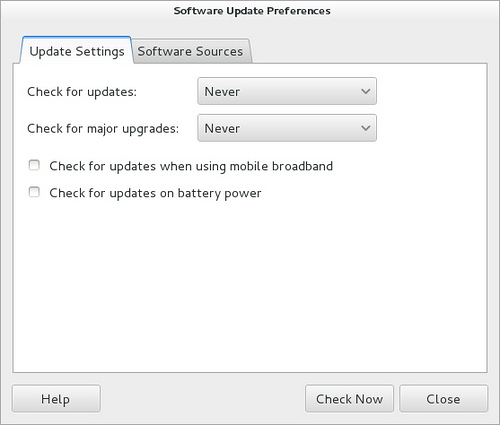 Software Update Preferences
Update Settings
Software Sources
Check for updates:
Never
Check for major upgrades:
Never
Check for updates when using mobile broadband
Check for updates on battery power
Help
Check Now
Close